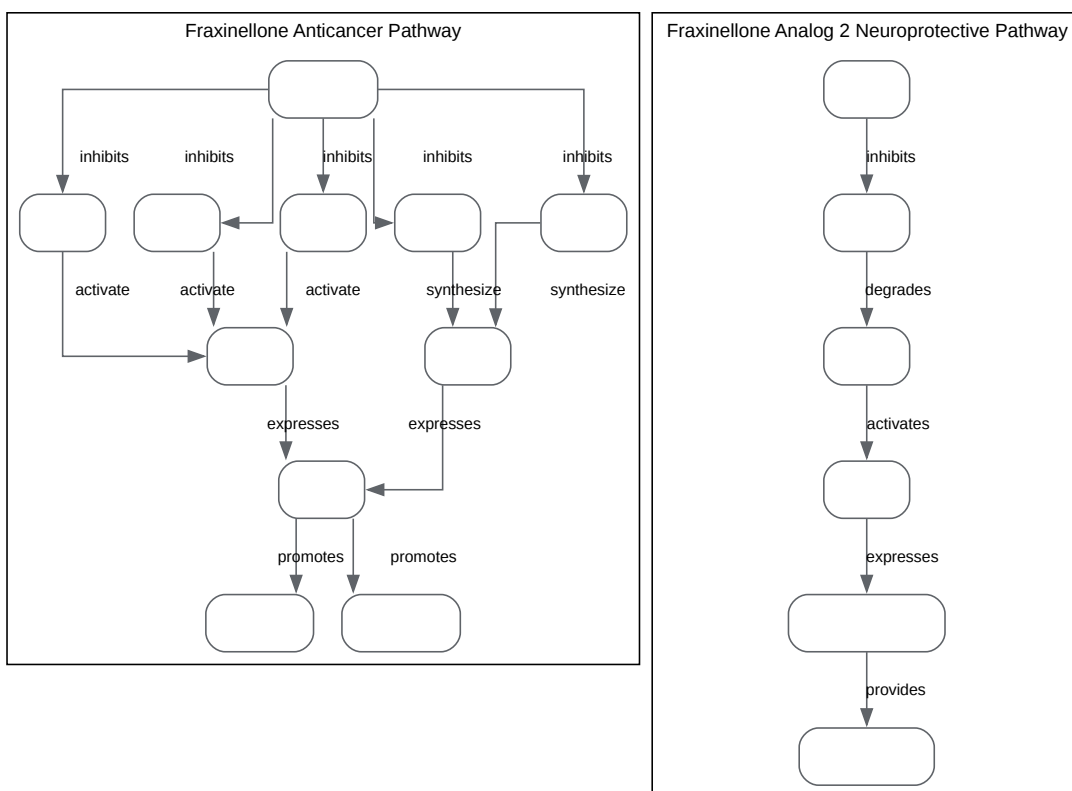 Fraxinellone Anticancer Pathway
Fraxinellone Analog 2 Neuroprotective Pathway
inhibits
inhibits
inhibits
inhibits
inhibits
inhibits
activate
activate
activate
synthesize
synthesize
degrades
expresses
expresses
activates
promotes
promotes
expresses
provides